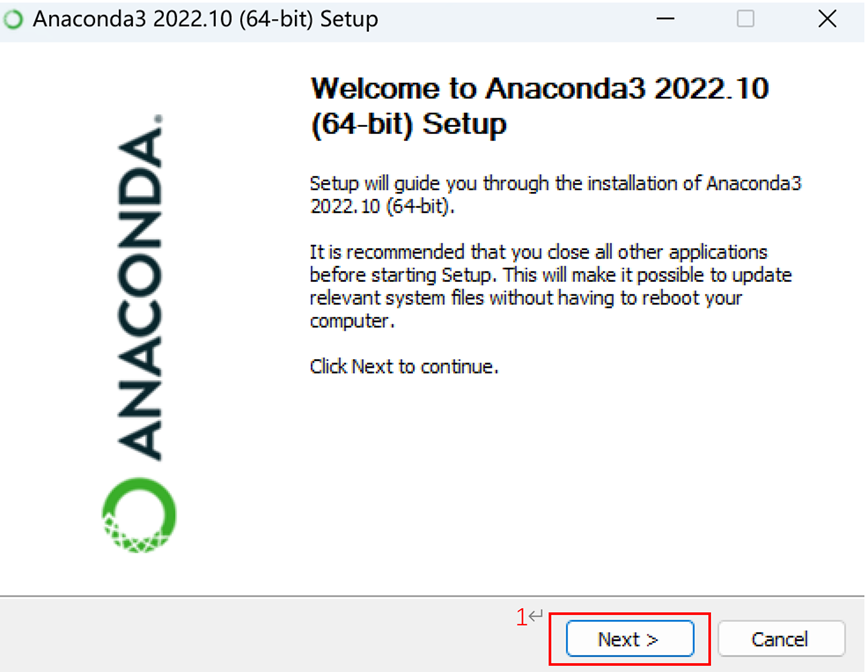 Anaconda3 2022.10 (64-bit) Setup
Welcome to Anaconda3 2022.10
(64-bit) Setup
Setup will guide you through the installation of Anaconda3
2022.10 (64-bit).
It is recommended that you close all other applications
before starting Setup. This will make it possible to update
relevant system files without having to reboot your
computer.
Click Next to continue.
ANACONDA.
1↵
Next >
Cancel